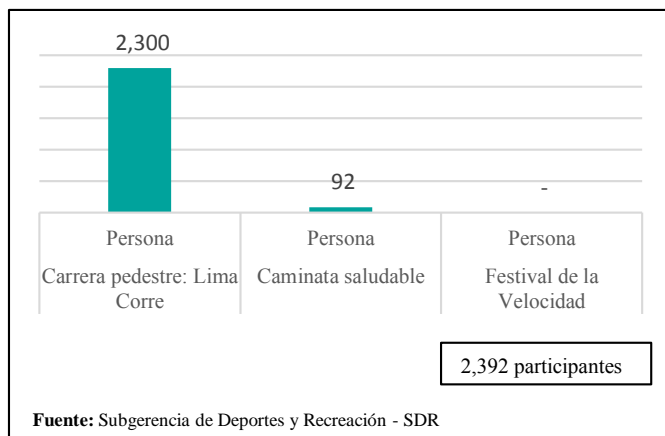 2,300
92
-
Persona
Persona
Persona
Carrera pedestre: Lima
Corre
Caminata saludable
Festival de la
Velocidad
2,392 participantes
Fuente: Subgerencia de Deportes y Recreación - SDR